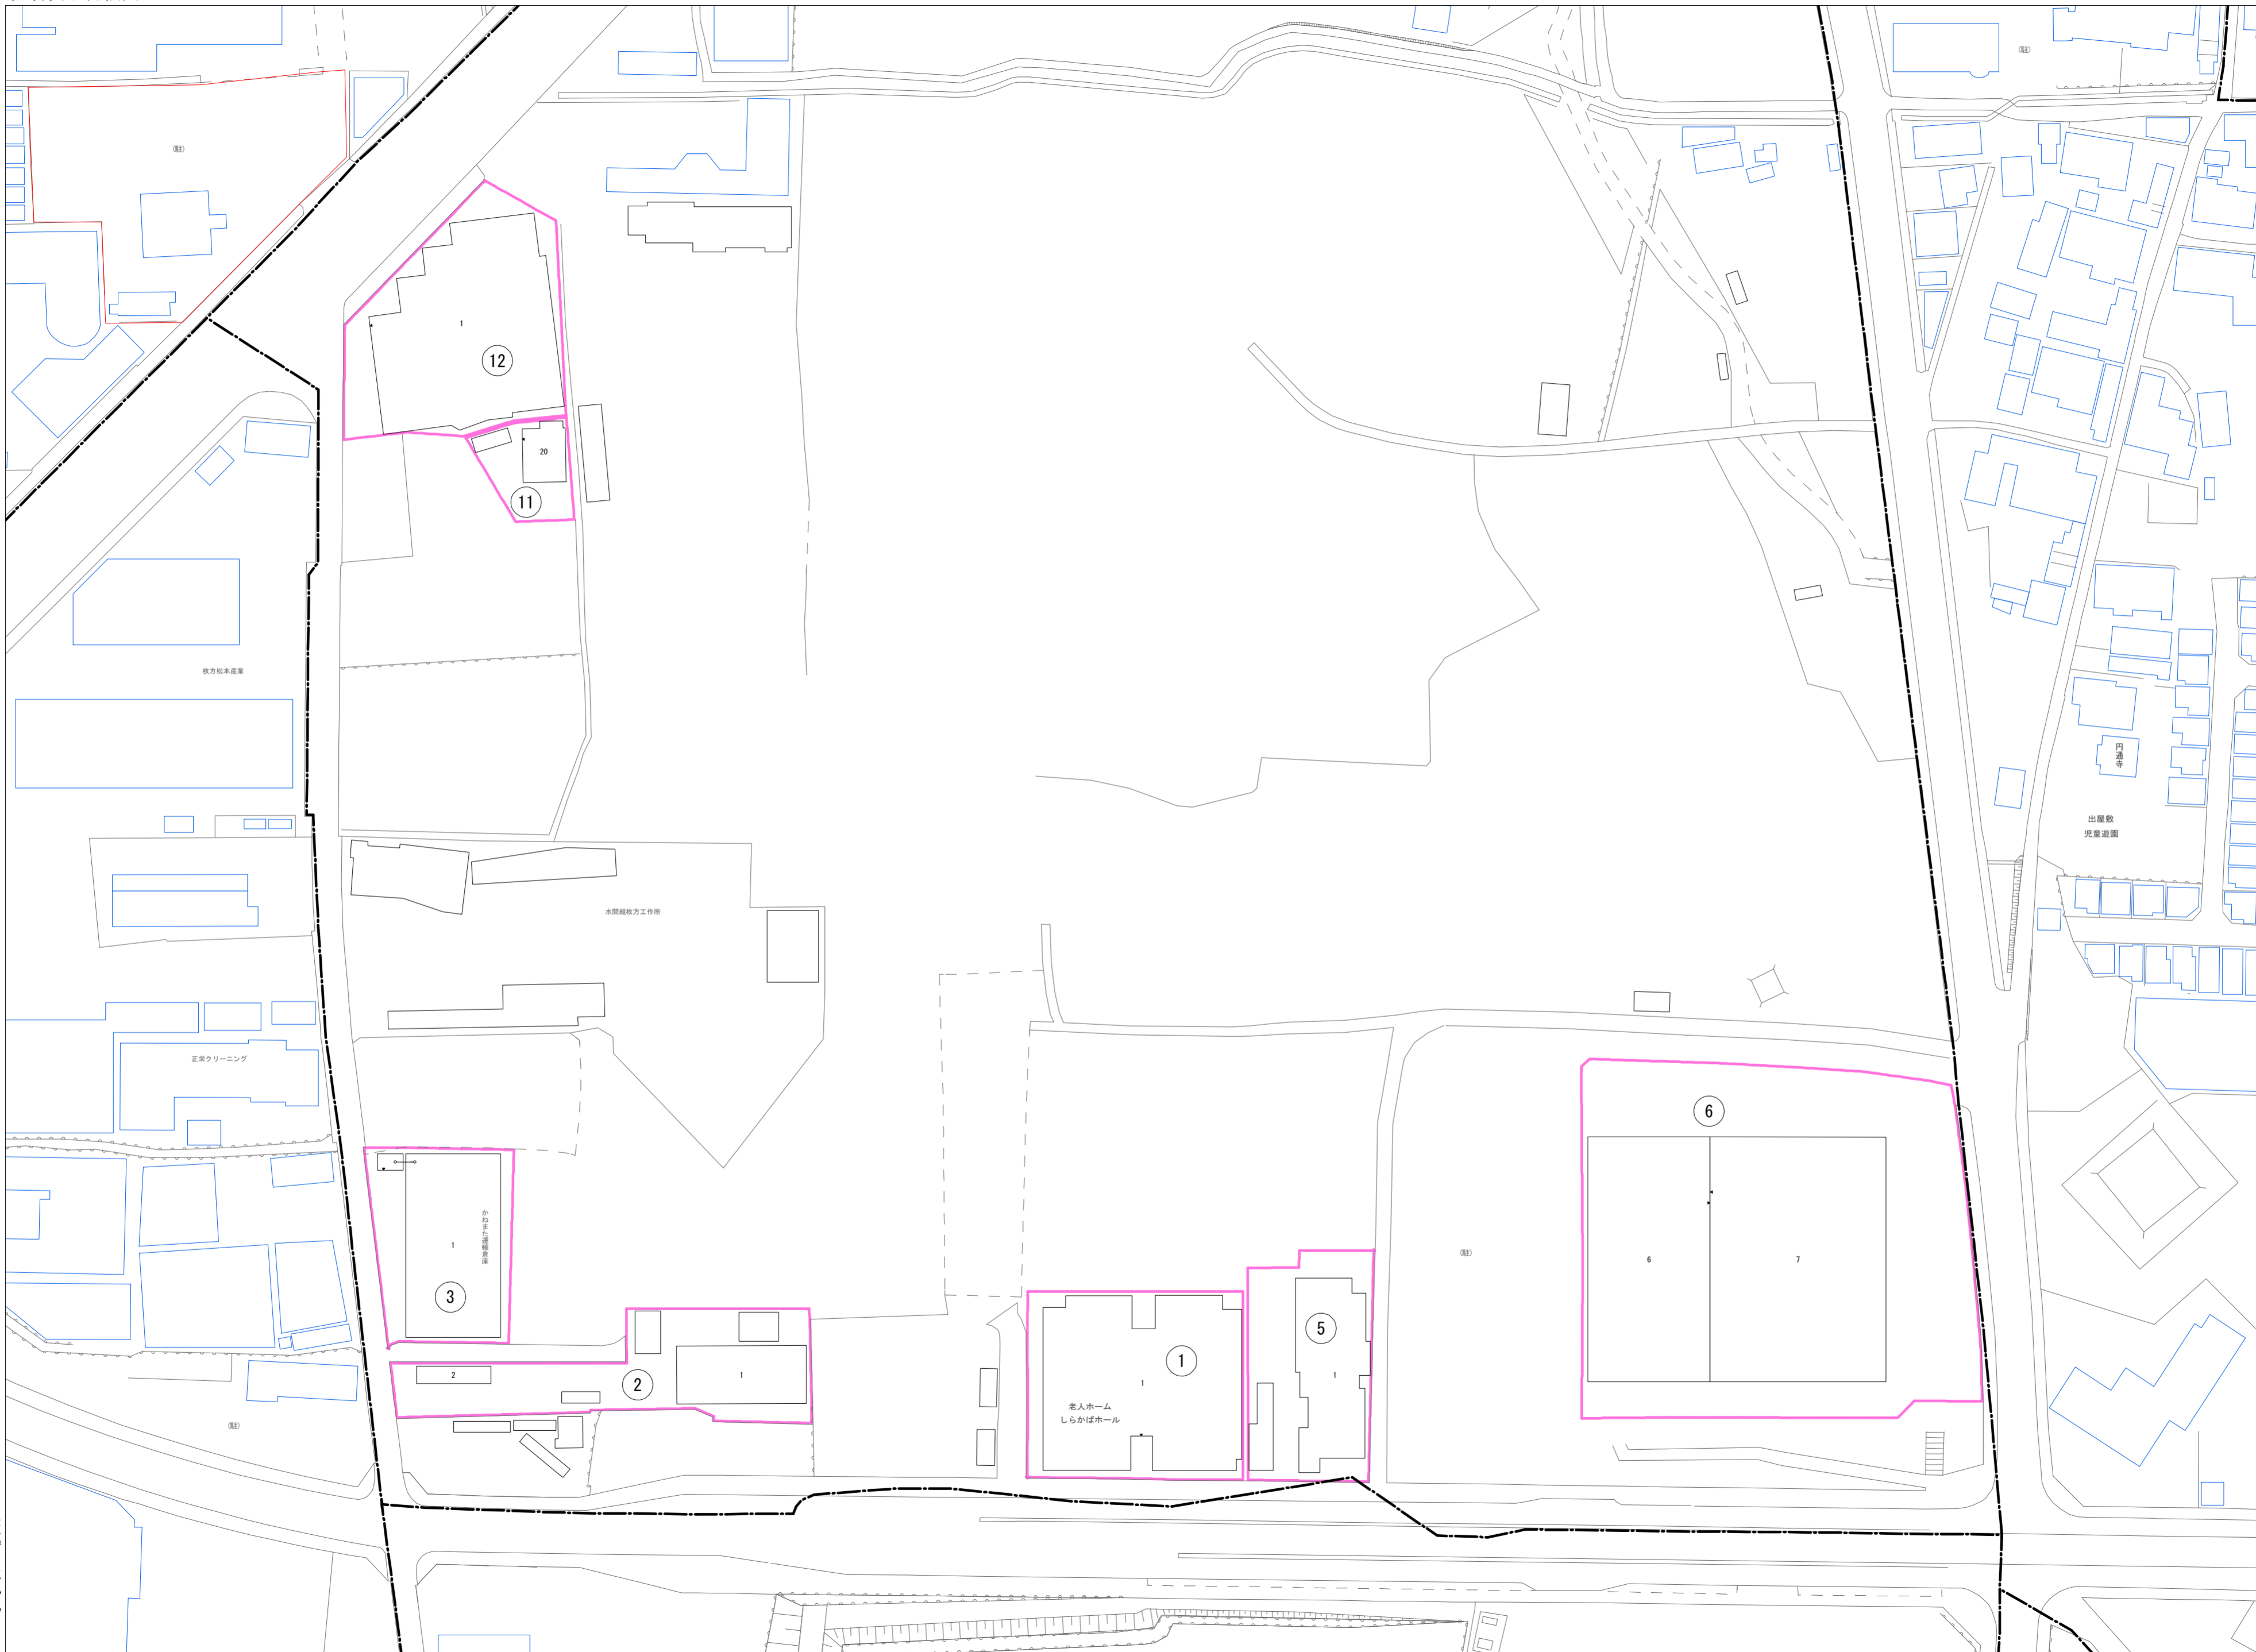 (駐)
(駐)
1
12
20
11
枚方松本産業
円通寺
出屋敷
児童遊園
水間組枚方工作所
正栄クリーニング
6
かねまた運輸倉庫
1
3
(駐)
6
7
5
1
1
1
老人ホーム
しらかばホール
2
2
1
(駐)